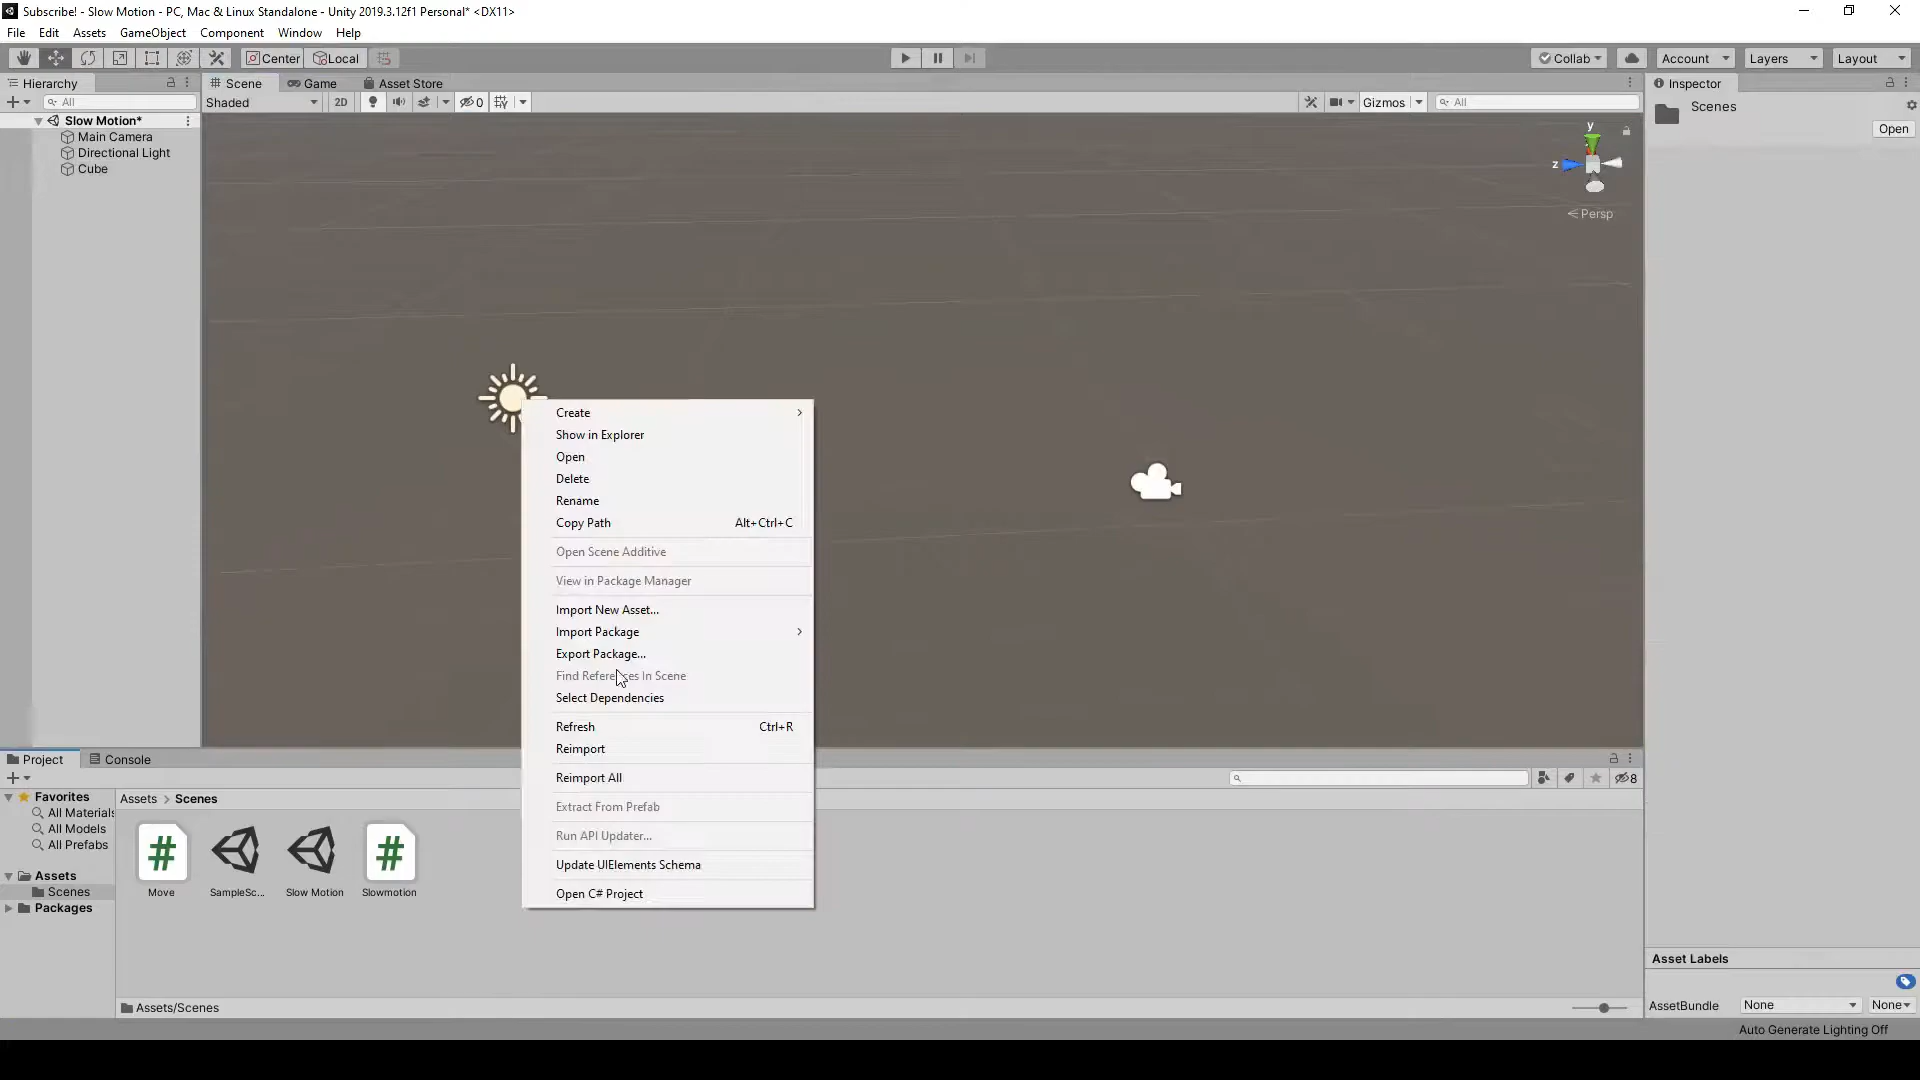 Subscribe! - Slow Motion - PC, Mac & Linux Standalone - Unity 2019.3.12f1 Personal* <DX11>
File Edit Assets GameObject Component Window Help
Center Local Collab Account Layers Layout
Hierarchy Scene Game Asset Store Inspector
All Shaded 2D 0 Gizmos All
Scenes
Open
Slow Motion*
Main Camera
Directional Light
Cube
y
z
Persp
Create
Show in Explorer
Open
Delete
Rename
Copy Path Alt+Ctrl+C
Open Scene Additive
View in Package Manager
Import New Asset...
Import Package
Export Package...
Find References In Scene
Select Dependencies
Refresh Ctrl+R
Reimport
Reimport All
Extract From Prefab
Run API Updater...
Update UIElements Schema
Open C# Project
Project Console
8
Favorites
All Materials
All Models
All Prefabs
Assets
Scenes
Packages
Assets > Scenes
# #
Move SampleSc... Slow Motion Slowmotion
Assets/Scenes
Asset Labels
AssetBundle None None
Auto Generate Lighting Off